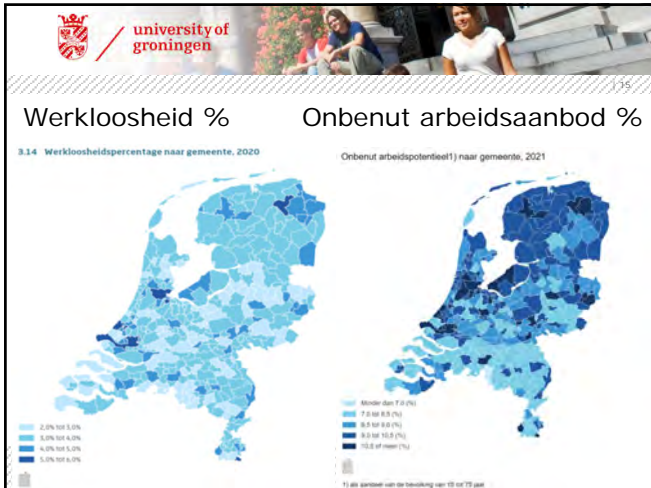 university of
groningen
| 15
Werkloosheid %
Onbenut arbeidsaanbod %
3.14 Werkloosheidspercentage naar gemeente, 2020
Onbenut arbeidspotentieel1) naar gemeente, 2021
2,0% tot 3,0%
3,0% tot 4,0%
4,0% tot 5,0%
5,0% tot 6,0%
Minder dan 7,0 (%)
7,0 tot 8,5 (%)
8,5 tot 9,0 (%)
9,0 tot 10,5 (%)
10,5 of meer (%)
1) als aandeel van de bevolking van 15 tot 75 jaar